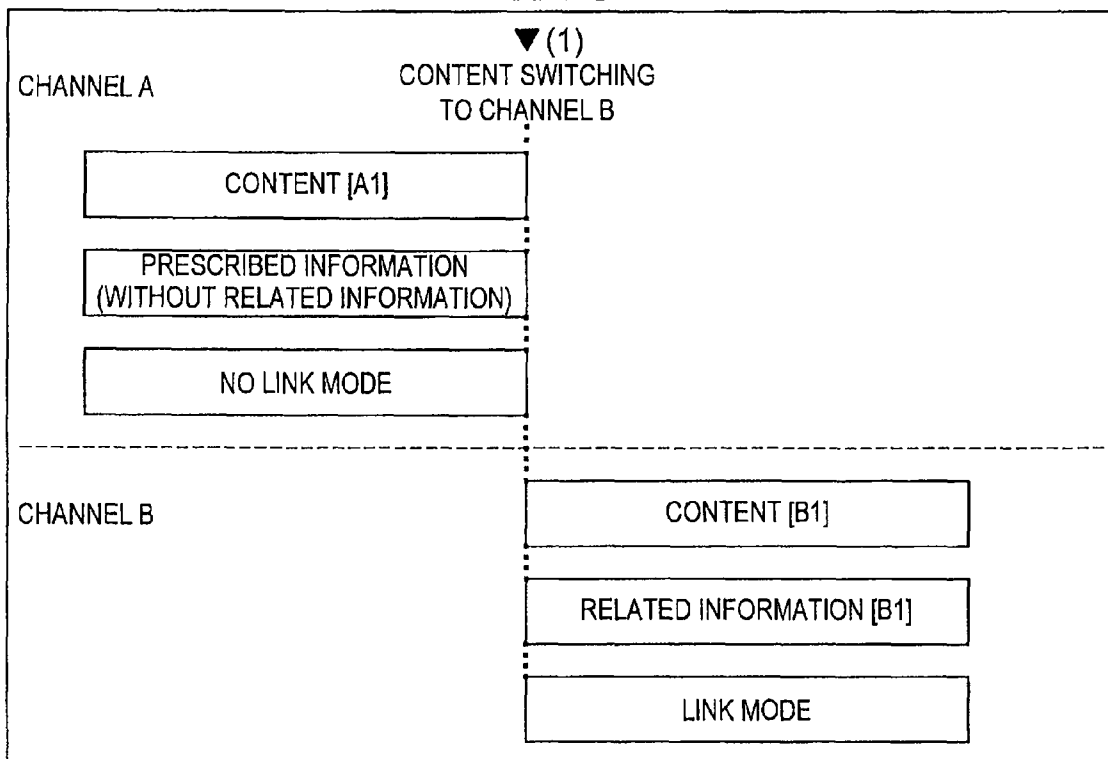 ▼(1)
CONTENT SWITCHING
TO CHANNEL B
CHANNEL A
CONTENT [A1]
PRESCRIBED INFORMATION
(WITHOUT RELATED INFORMATION)
NO LINK MODE
CHANNEL B
CONTENT [B1]
RELATED INFORMATION [B1]
LINK MODE